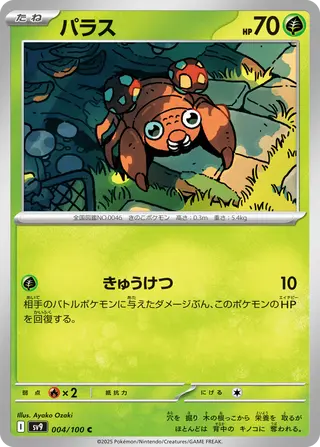 たね
パラス
HP 70
全国図鑑NO.0046 きのこポケモン 高さ:0.3m 重さ:5.4kg
きゅうけつ 10
相手のバトルポケモンに与えたダメージぶん、このポケモンのHP
を回復する。
弱点 ×2 抵抗力 にげる
穴を掘り 木の根っこから 栄養を 奪いとるが
ほとんどは 背中の キノコに 奪われる。
Illus. Ayako Ozaki
I sv9 004/100 C
©2025 Pokémon/Nintendo/Creatures/GAME FREAK.